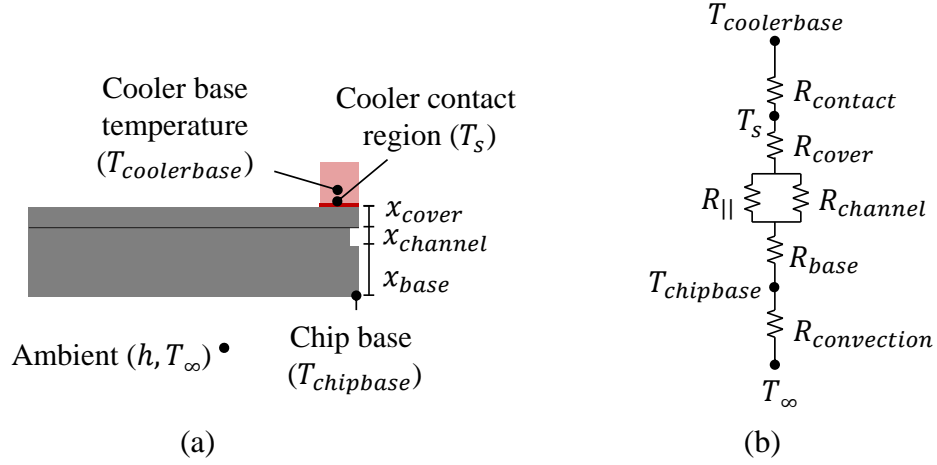 Cooler base
temperature
(T_coolerbase)
Cooler contact
region (T_s)
x_cover
x_channel
x_base
Ambient (h, T_∞)
Chip base
(T_chipbase)
(a)
T_coolerbase
R_contact
T_s
R_cover
R_||
R_channel
R_base
T_chipbase
R_convection
T_∞
(b)